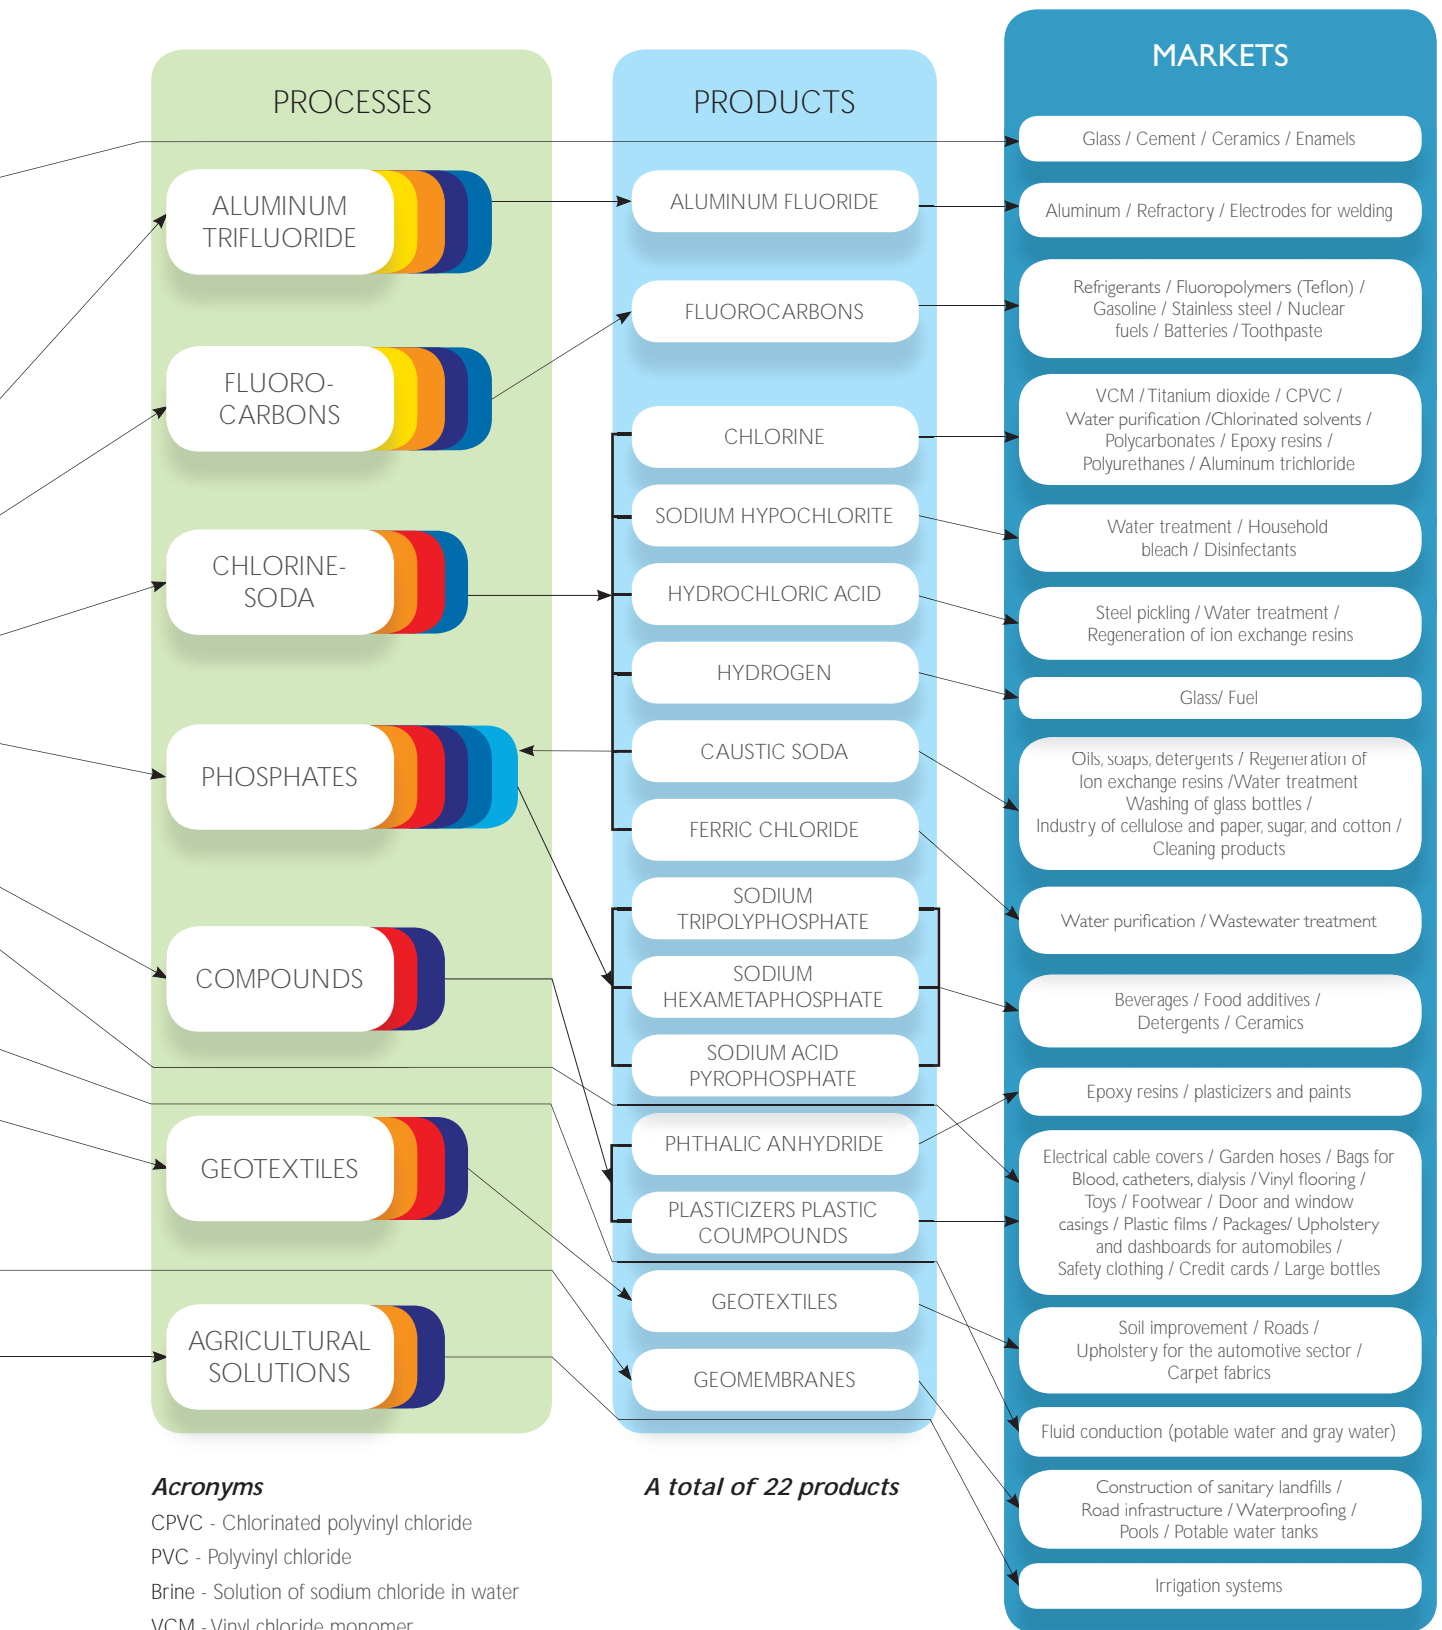 PROCESSES
ALUMINUM
TRIFLUORIDE
FLUORO-
CARBONS
CHLORINE-
SODA
PHOSPHATES
COMPOUNDS
GEOTEXTILES
AGRICULTURAL
SOLUTIONS
PRODUCTS
ALUMINUM FLUORIDE
FLUOROCARBONS
CHLORINE
SODIUM HYPOCHLORITE
HYDROCHLORIC ACID
HYDROGEN
CAUSTIC SODA
FERRIC CHLORIDE
SODIUM
TRIPOLYPHOSPHATE
SODIUM
HEXAMETAPHOSPHATE
SODIUM ACID
PYROPHOSPHATE
PHTHALIC ANHYDRIDE
PLASTICIZERS PLASTIC
COUMPOUNDS
GEOTEXTILES
GEOMEMBRANES
MARKETS
Glass / Cement / Ceramics / Enamels
Aluminum / Refractory / Electrodes for welding
Refrigerants / Fluoropolymers (Teflon) /
Gasoline / Stainless steel / Nuclear
fuels / Batteries / Toothpaste
VCM / Titanium dioxide / CPVC /
Water purification /Chlorinated solvents /
Polycarbonates / Epoxy resins /
Polyurethanes / Aluminum trichloride
Water treatment / Household
bleach / Disinfectants
Steel pickling / Water treatment /
Regeneration of ion exchange resins
Glass/ Fuel
Oils, soaps, detergents / Regeneration of
Ion exchange resins /Water treatment
Washing of glass bottles /
Industry of cellulose and paper, sugar, and cotton /
Cleaning products
Water purification / Wastewater treatment
Beverages / Food additives /
Detergents / Ceramics
Epoxy resins / plasticizers and paints
Electrical cable covers / Garden hoses / Bags for
Blood, catheters, dialysis / Vinyl flooring /
Toys / Footwear / Door and window
casings / Plastic films / Packages/ Upholstery
and dashboards for automobiles /
Safety clothing / Credit cards / Large bottles
Soil improvement / Roads /
Upholstery for the automotive sector /
Carpet fabrics
Fluid conduction (potable water and gray water)
Construction of sanitary landfills /
Road infrastructure / Waterproofing /
Pools / Potable water tanks
Irrigation systems
Acronyms
CPVC - Chlorinated polyvinyl chloride
PVC - Polyvinyl chloride
Brine - Solution of sodium chloride in water
VCM - Vinyl chloride monomer
A total of 22 products